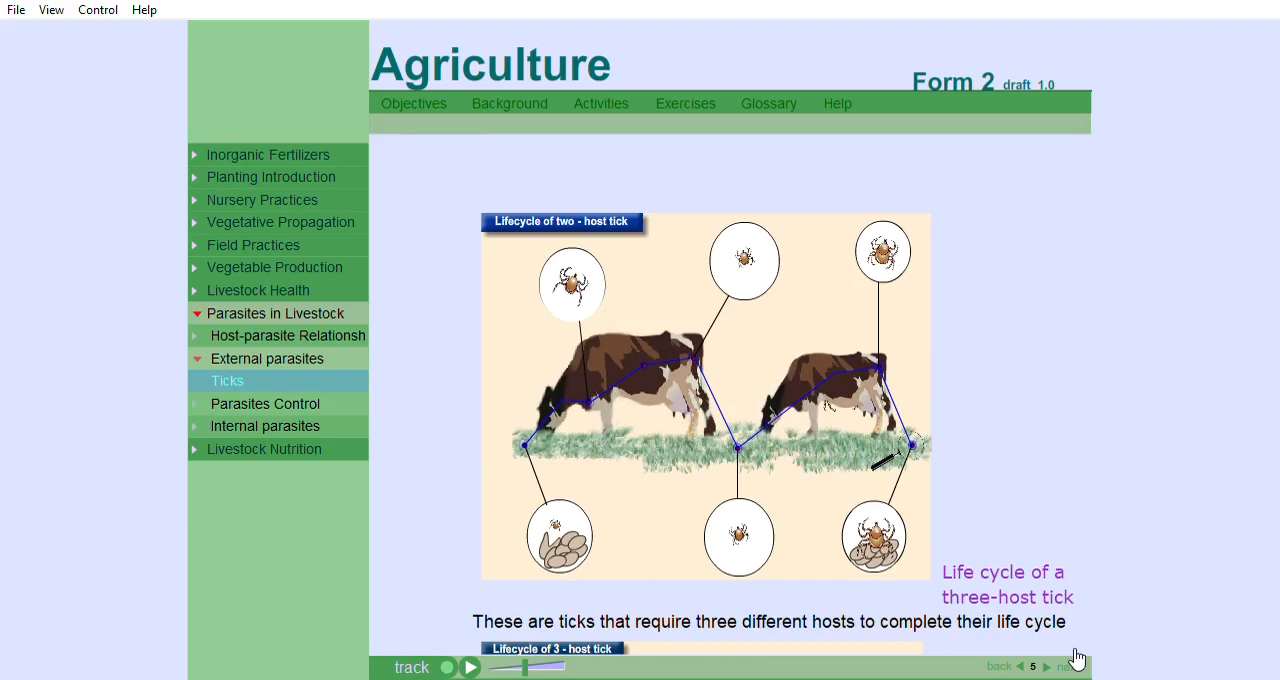 File View Control Help
Agriculture
Form 2 draft 1.0
Objectives Background Activities Exercises Glossary Help
Inorganic Fertilizers
Planting Introduction
Nursery Practices
Vegetative Propagation
Field Practices
Vegetable Production
Livestock Health
Parasites in Livestock
Host-parasite Relationsh
External parasites
Ticks
Parasites Control
Internal parasites
Livestock Nutrition
Lifecycle of two - host tick
Life cycle of a
three-host tick
These are ticks that require three different hosts to complete their life cycle
Lifecycle of 3 - host tick
track
back 5